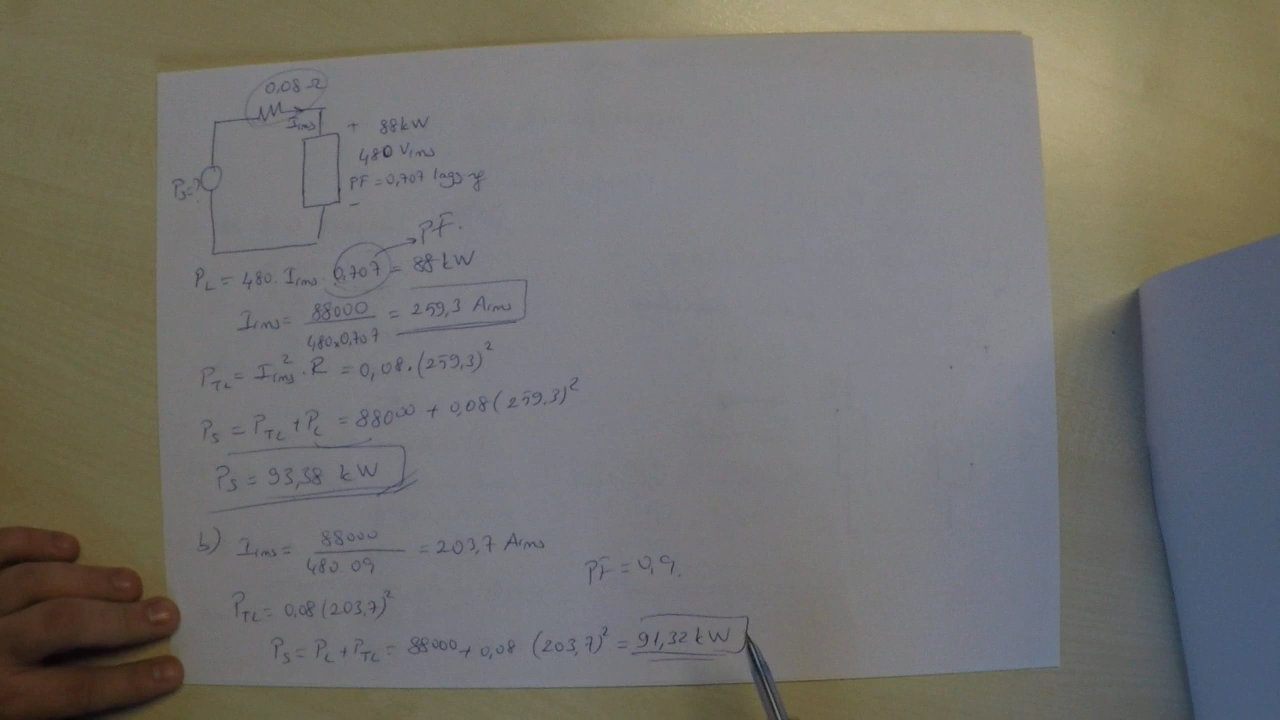 0,08 Ω
Irms
+ 88kW
480 Vrms
Ps=?
PF = 0,707 lagging
-
PF.
PL = 480. Irms. 0,707 = 88 kW
Irms = 88000 / 480x0,707 = 259,3 Arms
PTL = Irms². R = 0,08. (259,3)²
Ps = PTL + PL = 88000 + 0,08 (259,3)²
Ps = 93,38 kW
b) Irms = 88000 / 480 09 = 203,7 Arms
PF = 0,9.
PTL = 0,08 (203,7)²
Ps = PL + PTL = 88000 + 0,08 (203,7)² = 91,32 kW